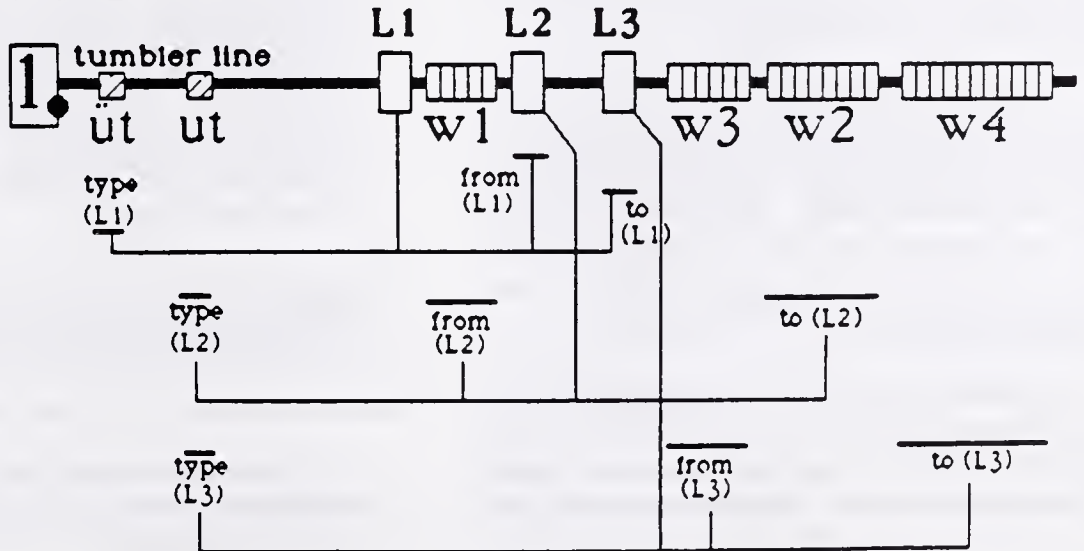 L1 L2 L3
1 tumbler line
üt ut w1 w3 w2 w4
type
(L1)
from
(L1)
to
(L1)
type
(L2)
from
(L2)
to (L2)
type
(L3)
from
(L3)
to (L3)